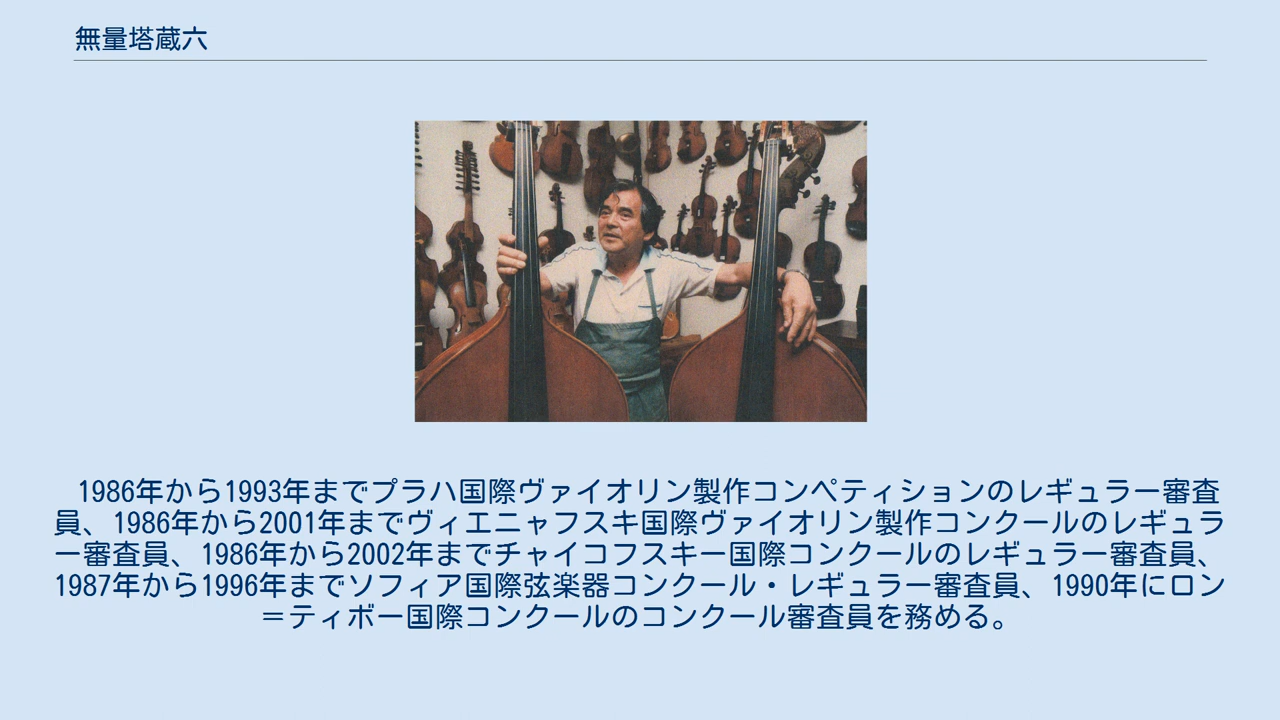 無量塔蔵六
1986年から1993年までプラハ国際ヴァイオリン製作コンペティションのレギュラー審査
員、1986年から2001年までヴィエニャフスキ国際ヴァイオリン製作コンクールのレギュラ
ー審査員、1986年から2002年までチャイコフスキー国際コンクールのレギュラー審査員、
1987年から1996年までソフィア国際弦楽器コンクール・レギュラー審査員、1990年にロン
＝ティボー国際コンクールのコンクール審査員を務める。